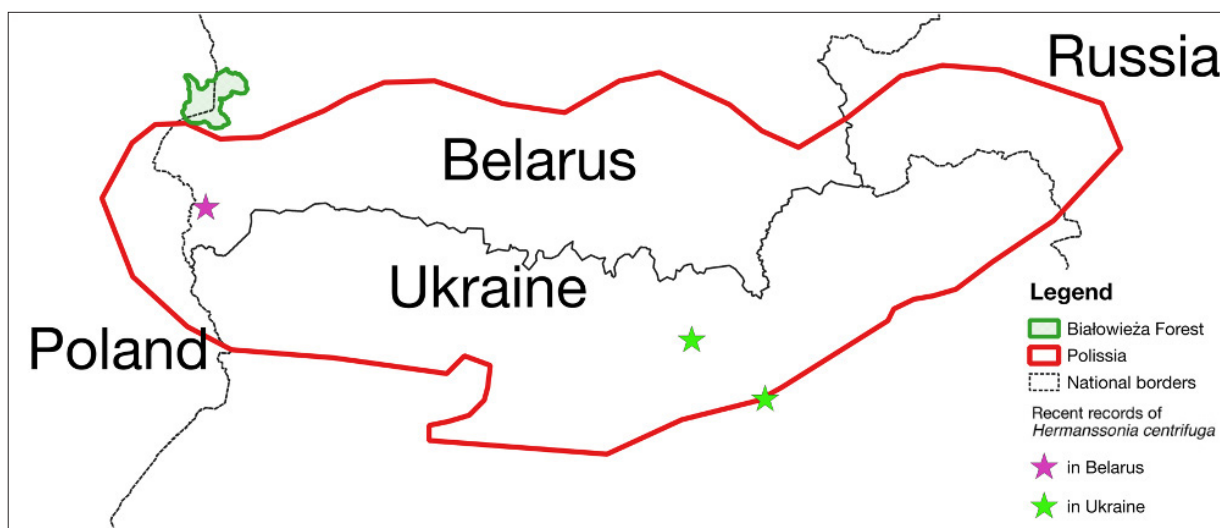 Russia
Belarus
Ukraine
Poland
Legend
Białowieża Forest
Polissia
National borders
Recent records of
Hermanssonia centrifuga
in Belarus
in Ukraine